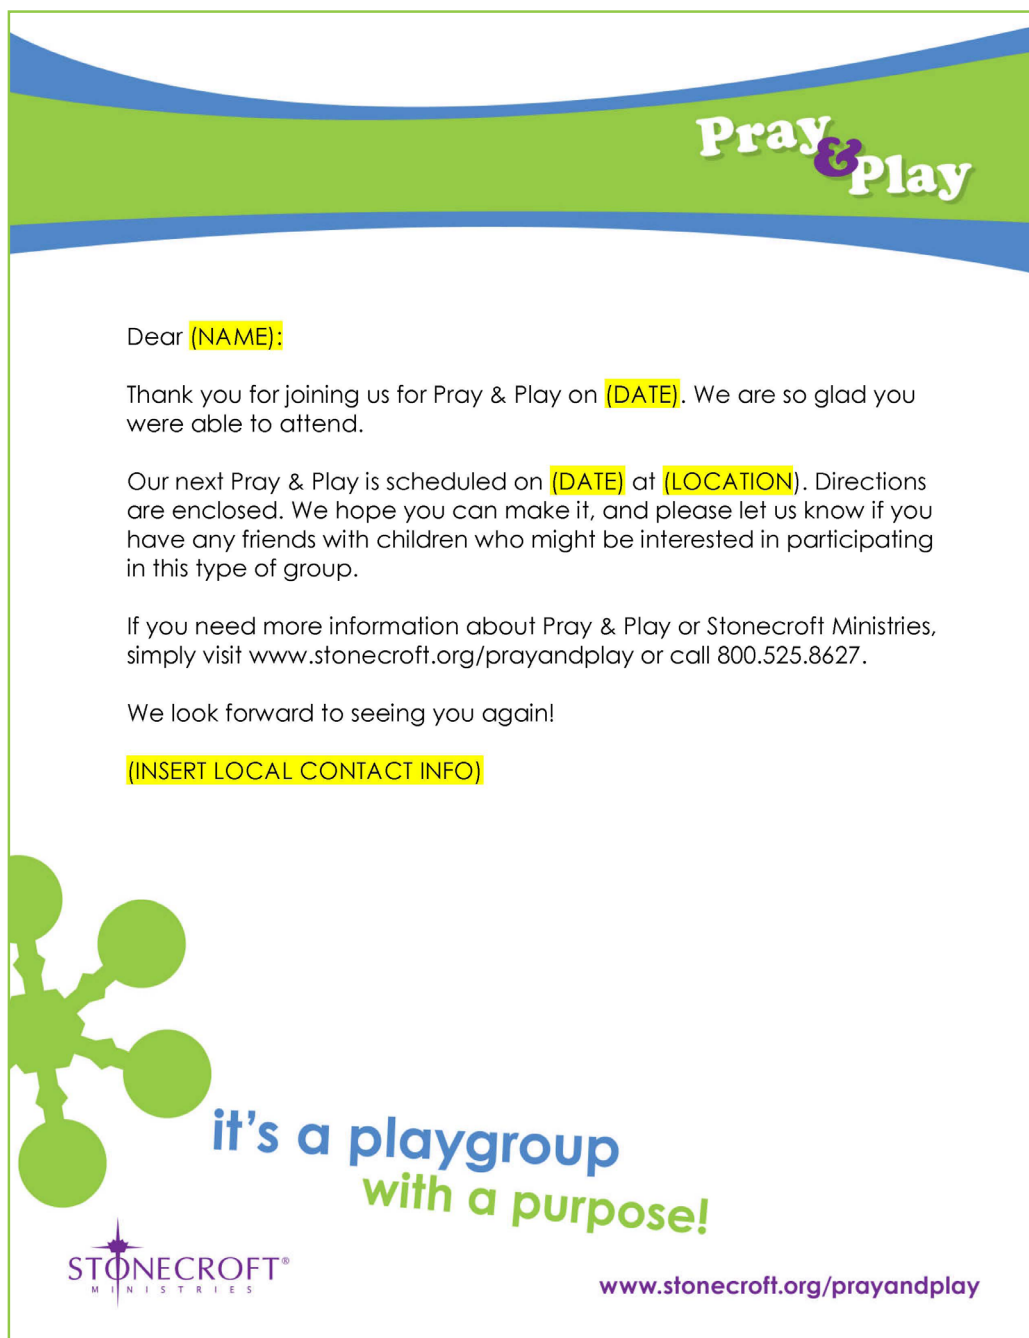 Pray
&
Play
Dear (NAME):
Thank you for joining us for Pray & Play on (DATE). We are so glad you
were able to attend.
Our next Pray & Play is scheduled on (DATE) at (LOCATION). Directions
are enclosed. We hope you can make it, and please let us know if you
have any friends with children who might be interested in participating
in this type of group.
If you need more information about Pray & Play or Stonecroft Ministries,
simply visit www.stonecroft.org/prayandplay or call 800.525.8627.
We look forward to seeing you again!
(INSERT LOCAL CONTACT INFO)
it's a playgroup
with a purpose!
STONECROFT®
MINISTRIES
www.stonecroft.org/prayandplay